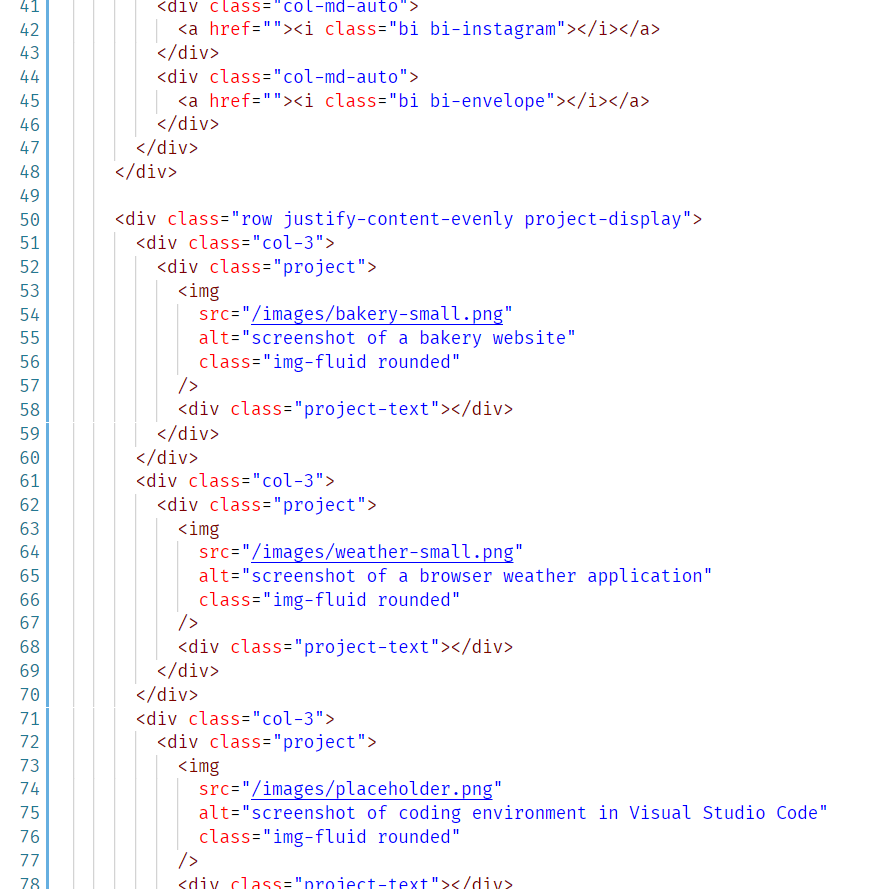 41 <div class="col-md-auto">
42 <a href=""><i class="bi bi-instagram"></i></a>
43 </div>
44 <div class="col-md-auto">
45 <a href=""><i class="bi bi-envelope"></i></a>
46 </div>
47 </div>
48 </div>
49
50 <div class="row justify-content-evenly project-display">
51 <div class="col-3">
52 <div class="project">
53 <img
54 src="/images/bakery-small.png"
55 alt="screenshot of a bakery website"
56 class="img-fluid rounded"
57 />
58 <div class="project-text"></div>
59 </div>
60 </div>
61 <div class="col-3">
62 <div class="project">
63 <img
64 src="/images/weather-small.png"
65 alt="screenshot of a browser weather application"
66 class="img-fluid rounded"
67 />
68 <div class="project-text"></div>
69 </div>
70 </div>
71 <div class="col-3">
72 <div class="project">
73 <img
74 src="/images/placeholder.png"
75 alt="screenshot of coding environment in Visual Studio Code"
76 class="img-fluid rounded"
77 />
78 <div class="project-text"></div>